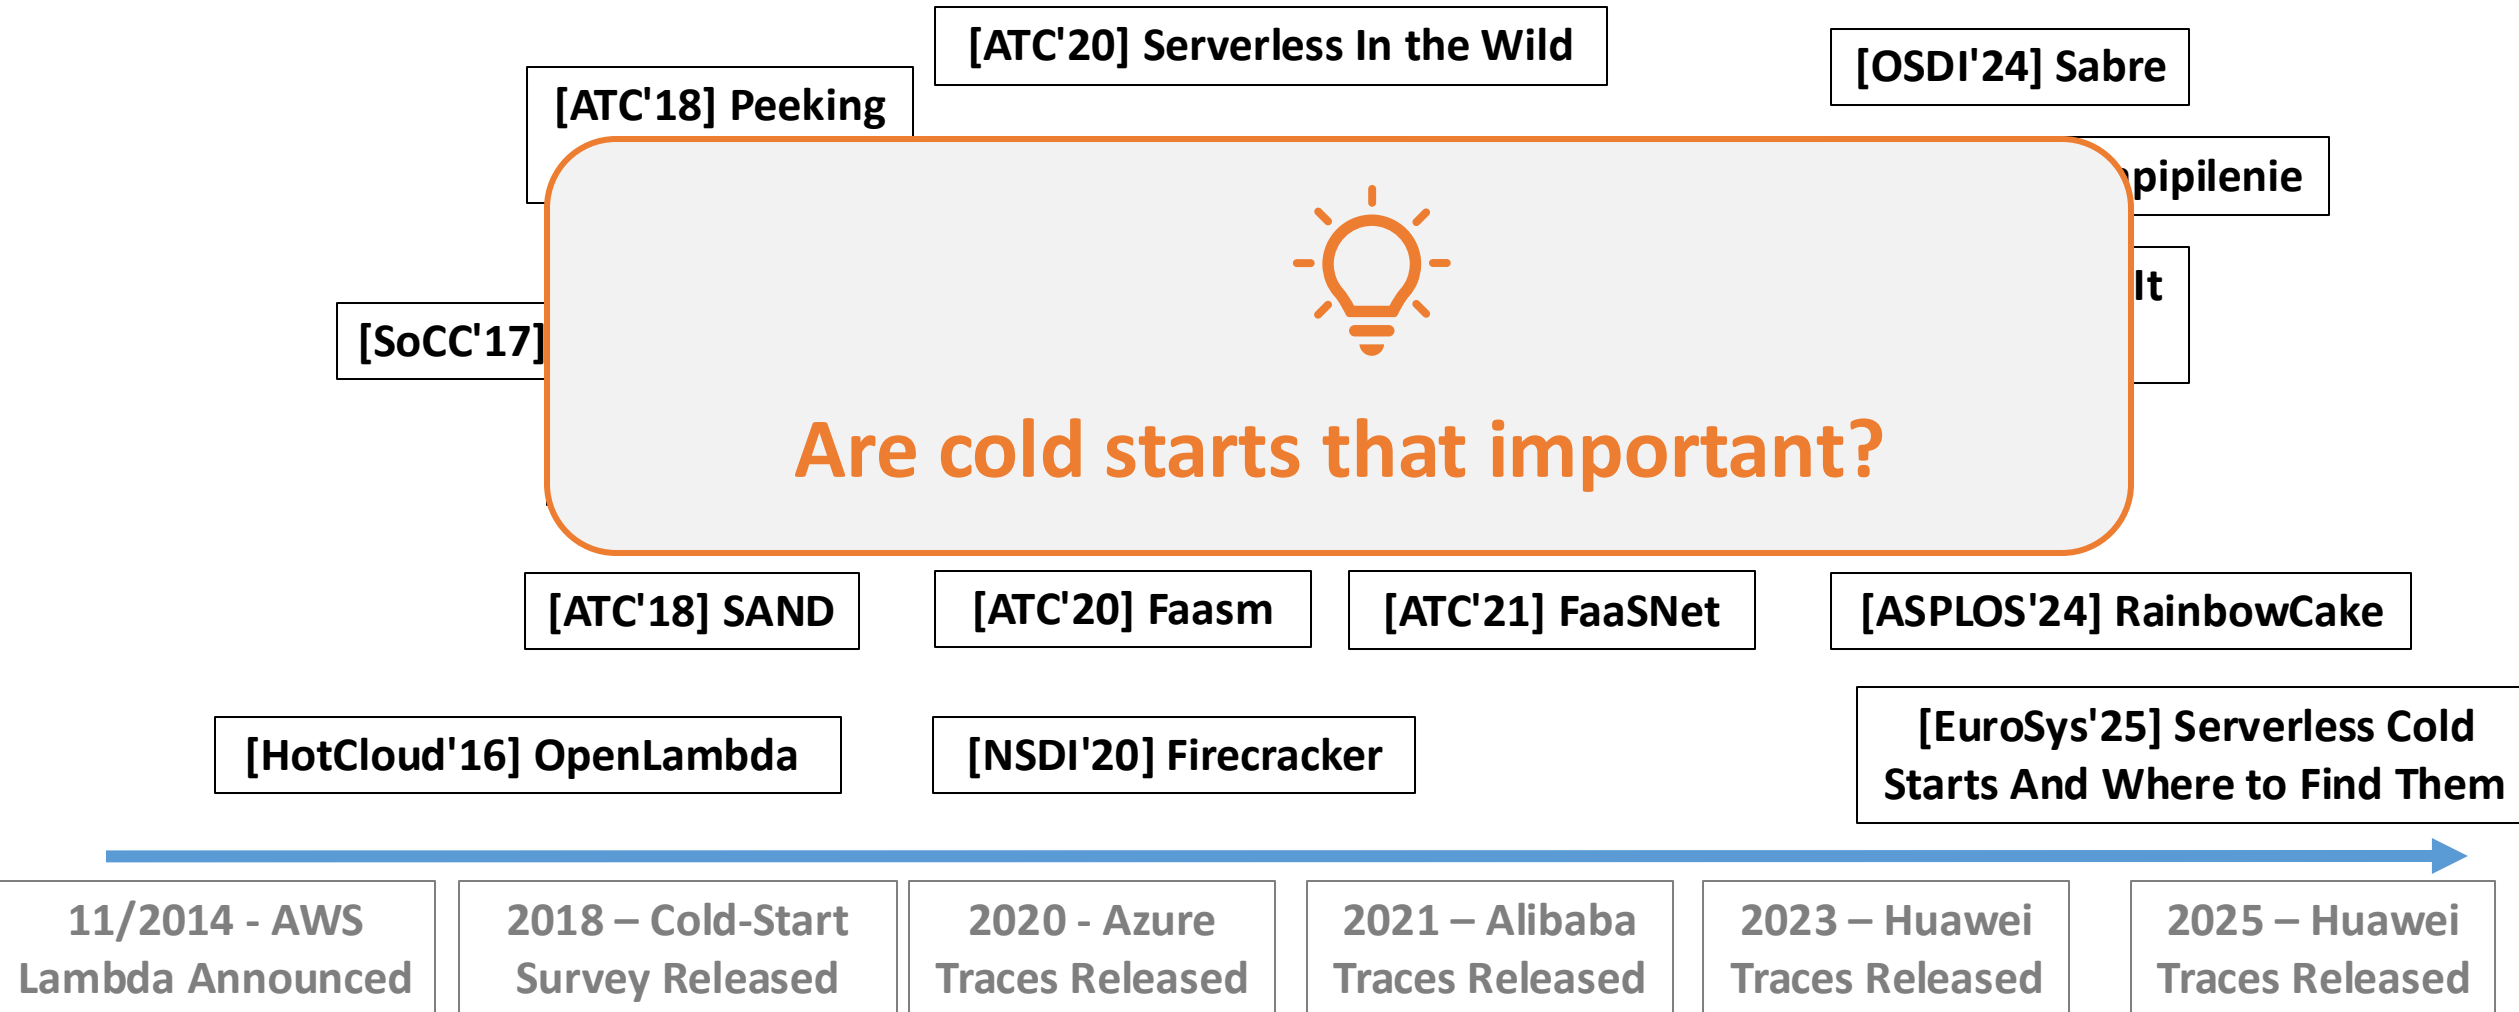 [ATC'20] Serverless In the Wild
[OSDI'24] Sabre
[ATC'18] Peeking
pipilenie
It
[SoCC'17]
Are cold starts that important?
[ATC'18] SAND
[ATC'20] Faasm
[ATC'21] FaaSNet
[ASPLOS'24] RainbowCake
[HotCloud'16] OpenLambda
[NSDI'20] Firecracker
[EuroSys'25] Serverless Cold
Starts And Where to Find Them
11/2014 - AWS
Lambda Announced
2018 – Cold-Start
Survey Released
2020 - Azure
Traces Released
2021 – Alibaba
Traces Released
2023 – Huawei
Traces Released
2025 – Huawei
Traces Released